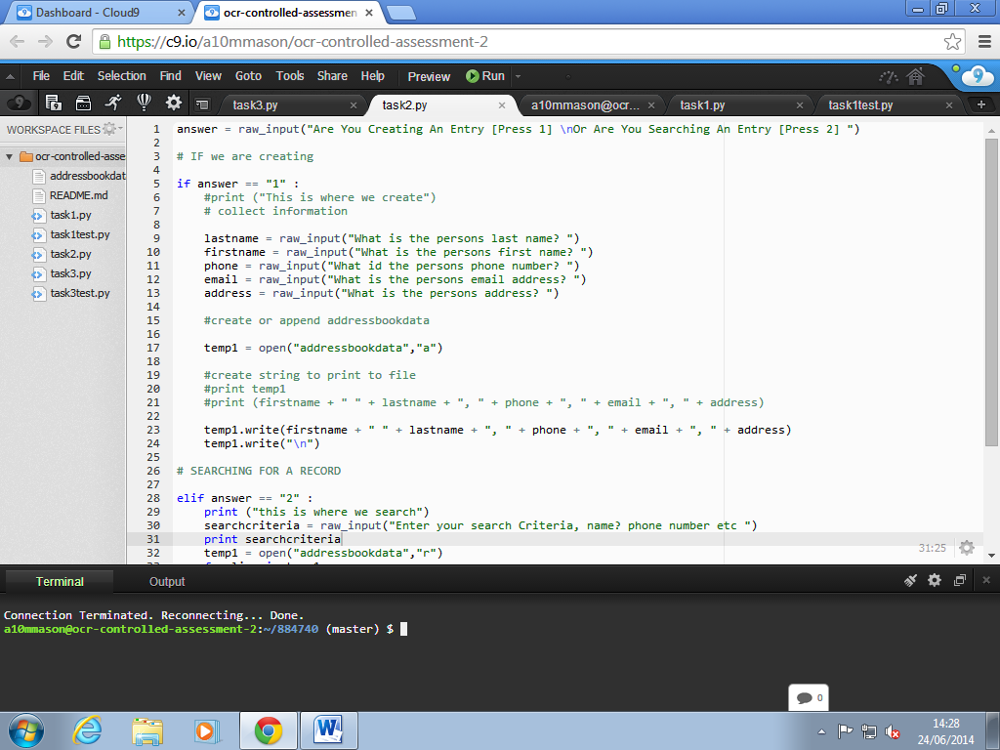 Dashboard - Cloud9
ocr-controlled-assessmen
https://c9.io/a10mmason/ocr-controlled-assessment-2
File Edit Selection Find View Goto Tools Share Help Preview Run
task3.py task2.py a10mmason@ocr... task1.py task1test.py
WORKSPACE FILES
ocr-controlled-asse
addressbookdat
README.md
task1.py
task1test.py
task2.py
task3.py
task3test.py
1 answer = raw_input("Are You Creating An Entry [Press 1] \nOr Are You Searching An Entry [Press 2] ")
2
3 # IF we are creating
4
5 if answer == "1" :
6 #print ("This is where we create")
7 # collect information
8
9 lastname = raw_input("What is the persons last name? ")
10 firstname = raw_input("What is the persons first name? ")
11 phone = raw_input("What id the persons phone number? ")
12 email = raw_input("What is the persons email address? ")
13 address = raw_input("What is the persons address? ")
14
15 #create or append addressbookdata
16
17 temp1 = open("addressbookdata","a")
18
19 #create string to print to file
20 #print temp1
21 #print (firstname + " " + lastname + ", " + phone + ", " + email + ", " + address)
22
23 temp1.write(firstname + " " + lastname + ", " + phone + ", " + email + ", " + address)
24 temp1.write("\n")
25
26 # SEARCHING FOR A RECORD
27
28 elif answer == "2" :
29 print ("this is where we search")
30 searchcriteria = raw_input("Enter your search Criteria, name? phone number etc ")
31 print searchcriteria
32 temp1 = open("addressbookdata","r")
31:25
Terminal Output
Connection Terminated. Reconnecting... Done.
a10mmason@ocr-controlled-assessment-2:~/884740 (master) $
0
14:28
24/06/2014